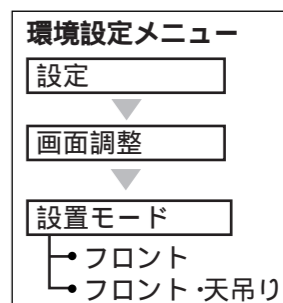 環境設定メニュー
設定
画面調整
設置モード
フロント
フロント・天吊り